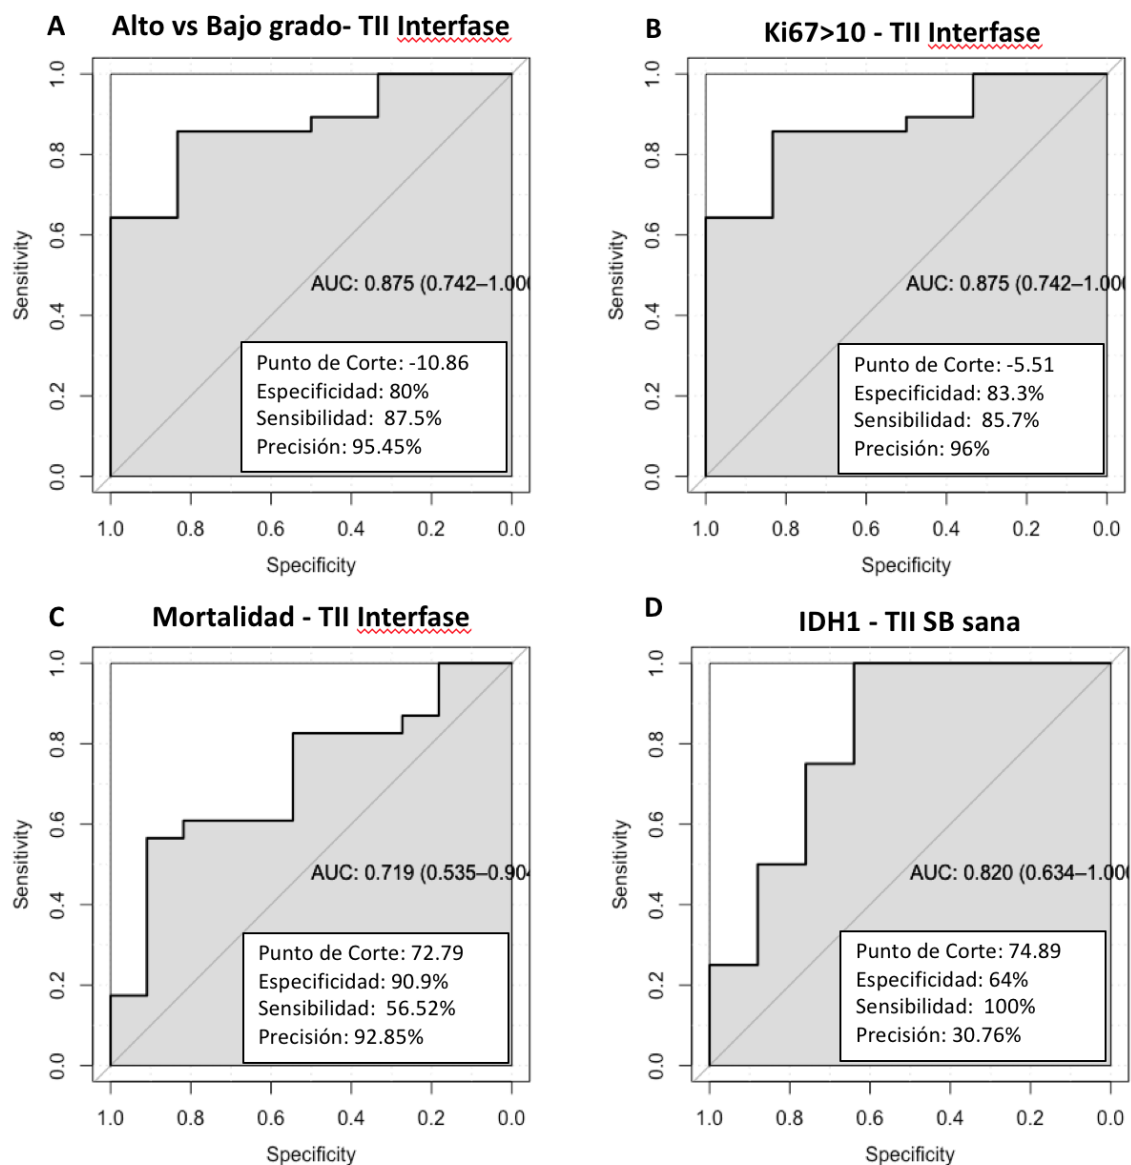 A
Alto vs Bajo grado- TII Interfase
1.0
0.8
0.6
0.4
0.2
0.0
Sensitivity
AUC: 0.875 (0.742–1.000
Punto de Corte: -10.86
Especificidad: 80%
Sensibilidad: 87.5%
Precisión: 95.45%
1.0 0.8 0.6 0.4 0.2 0.0
Specificity
B
Ki67>10 - TII Interfase
1.0
0.8
0.6
0.4
0.2
0.0
Sensitivity
AUC: 0.875 (0.742–1.000
Punto de Corte: -5.51
Especificidad: 83.3%
Sensibilidad: 85.7%
Precisión: 96%
1.0 0.8 0.6 0.4 0.2 0.0
Specificity
C
Mortalidad - TII Interfase
1.0
0.8
0.6
0.4
0.2
0.0
Sensitivity
AUC: 0.719 (0.535–0.904
Punto de Corte: 72.79
Especificidad: 90.9%
Sensibilidad: 56.52%
Precisión: 92.85%
1.0 0.8 0.6 0.4 0.2 0.0
Specificity
D
IDH1 - TII SB sana
1.0
0.8
0.6
0.4
0.2
0.0
Sensitivity
AUC: 0.820 (0.634–1.000
Punto de Corte: 74.89
Especificidad: 64%
Sensibilidad: 100%
Precisión: 30.76%
1.0 0.8 0.6 0.4 0.2 0.0
Specificity